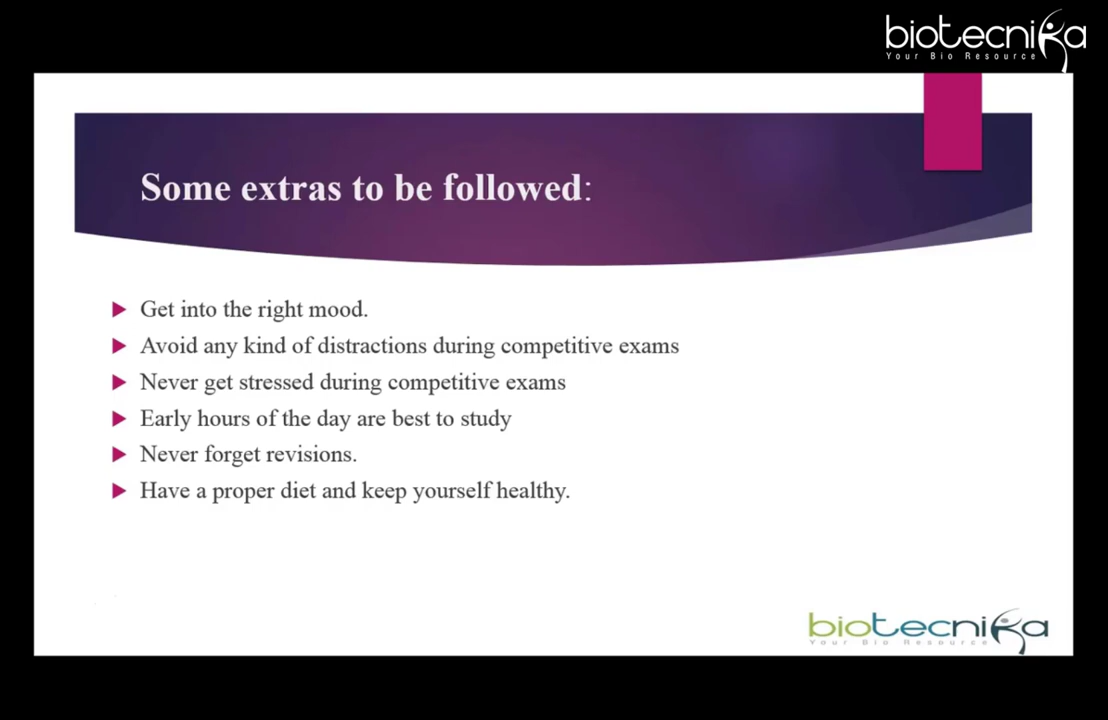 biotecnika
Your Bio Resource
Some extras to be followed:
Get into the right mood.
Avoid any kind of distractions during competitive exams
Never get stressed during competitive exams
Early hours of the day are best to study
Never forget revisions.
Have a proper diet and keep yourself healthy.
biotecnika
Your Bio Resource